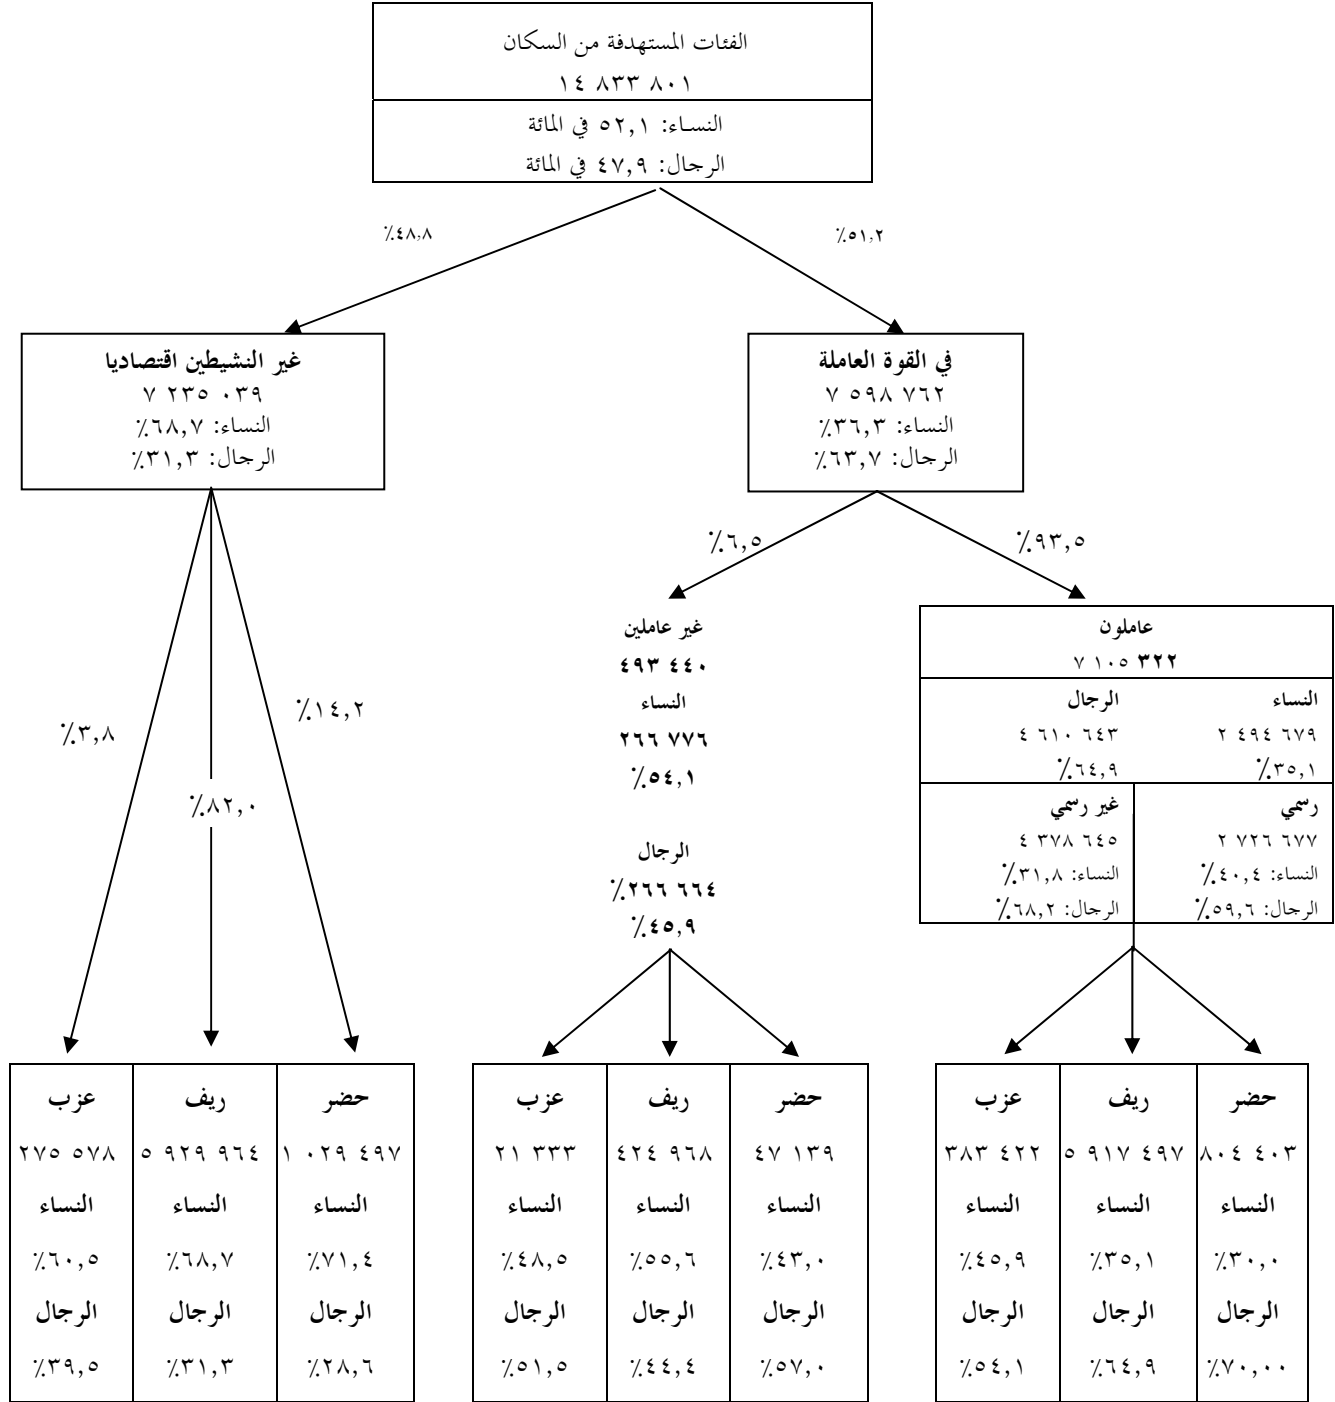 الفئات المستهدفة من السكان
١٤ ٨٣٣ ٨٠١
النساء: ٥٢,١ في المائة
الرجال: ٤٧,٩ في المائة
٥١,٢٪
٤٨,٨٪
في القوة العاملة
٧ ٥٩٨ ٧٦٢
النساء: ٣٦,٣٪
الرجال: ٦٣,٧٪
غير النشيطين اقتصاديا
٧ ٢٣٥ ٠٣٩
النساء: ٦٨,٧٪
الرجال: ٣١,٣٪
٩٣,٥٪
٦,٥٪
عاملون
٧ ١٠٥ ٣٢٢
النساء
٢ ٤٩٤ ٦٧٩
٣٥,١٪
الرجال
٤ ٦١٠ ٦٤٣
٦٤,٩٪
رسمي
٢ ٧٢٦ ٦٧٧
النساء: ٤٠,٤٪
الرجال: ٥٩,٦٪
غير رسمي
٤ ٣٧٨ ٦٤٥
النساء: ٣١,٨٪
الرجال: ٦٨,٢٪
غير عاملين
٤٩٣ ٤٤٠
النساء
٢٦٦ ٧٧٦
٥٤,١٪
الرجال
٢٦٦ ٦٦٤٪
٤٥,٩٪
١٤,٢٪
٨٢,٠٪
٣,٨٪
حضر
٨٠٤ ٤٠٣
النساء
٣٠,٠٪
الرجال
٧٠,٠٠٪
ريف
٥ ٩١٧ ٤٩٧
النساء
٣٥,١٪
الرجال
٦٤,٩٪
عزب
٣٨٣ ٤٢٢
النساء
٤٥,٩٪
الرجال
٥٤,١٪
حضر
٤٧ ١٣٩
النساء
٤٣,٠٪
الرجال
٥٧,٠٪
ريف
٤٢٤ ٩٦٨
النساء
٥٥,٦٪
الرجال
٤٤,٤٪
عزب
٢١ ٣٣٣
النساء
٤٨,٥٪
الرجال
٥١,٥٪
حضر
١ ٠٢٩ ٤٩٧
النساء
٧١,٤٪
الرجال
٢٨,٦٪
ريف
٥ ٩٢٩ ٩٦٤
النساء
٦٨,٧٪
الرجال
٣١,٣٪
عزب
٢٧٥ ٥٧٨
النساء
٦٠,٥٪
الرجال
٣٩,٥٪